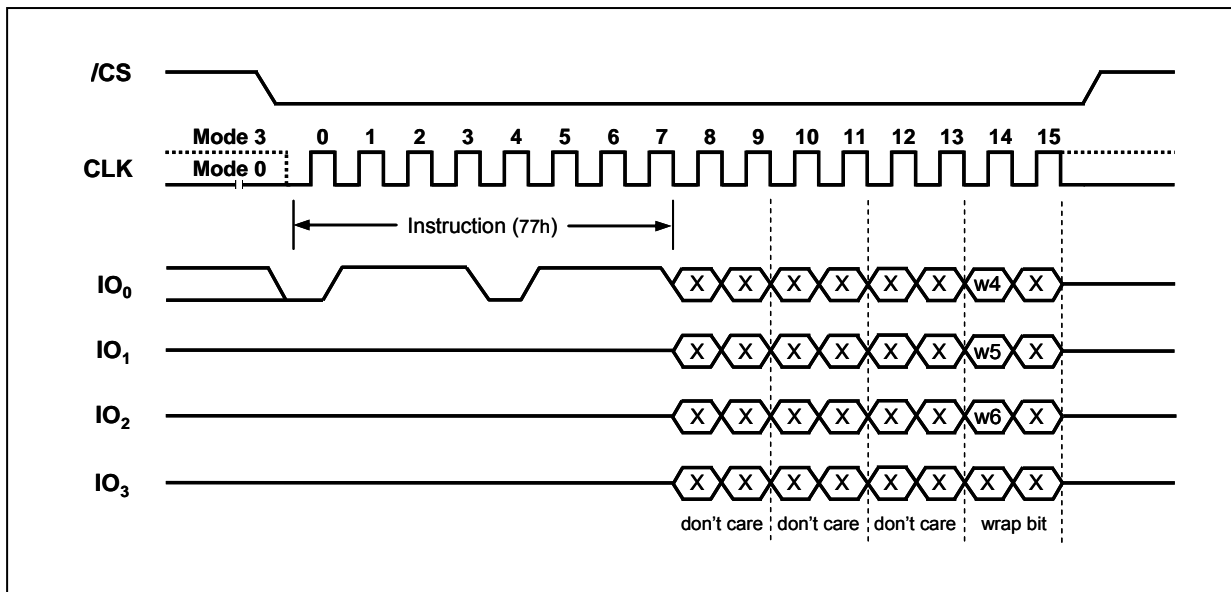 /CS
Mode 3 0 1 2 3 4 5 6 7 8 9 10 11 12 13 14 15
CLK Mode 0
Instruction (77h)
IO0 X X X X X X w4 X
IO1 X X X X X X w5 X
IO2 X X X X X X w6 X
IO3 X X X X X X X X
don't care don't care don't care wrap bit